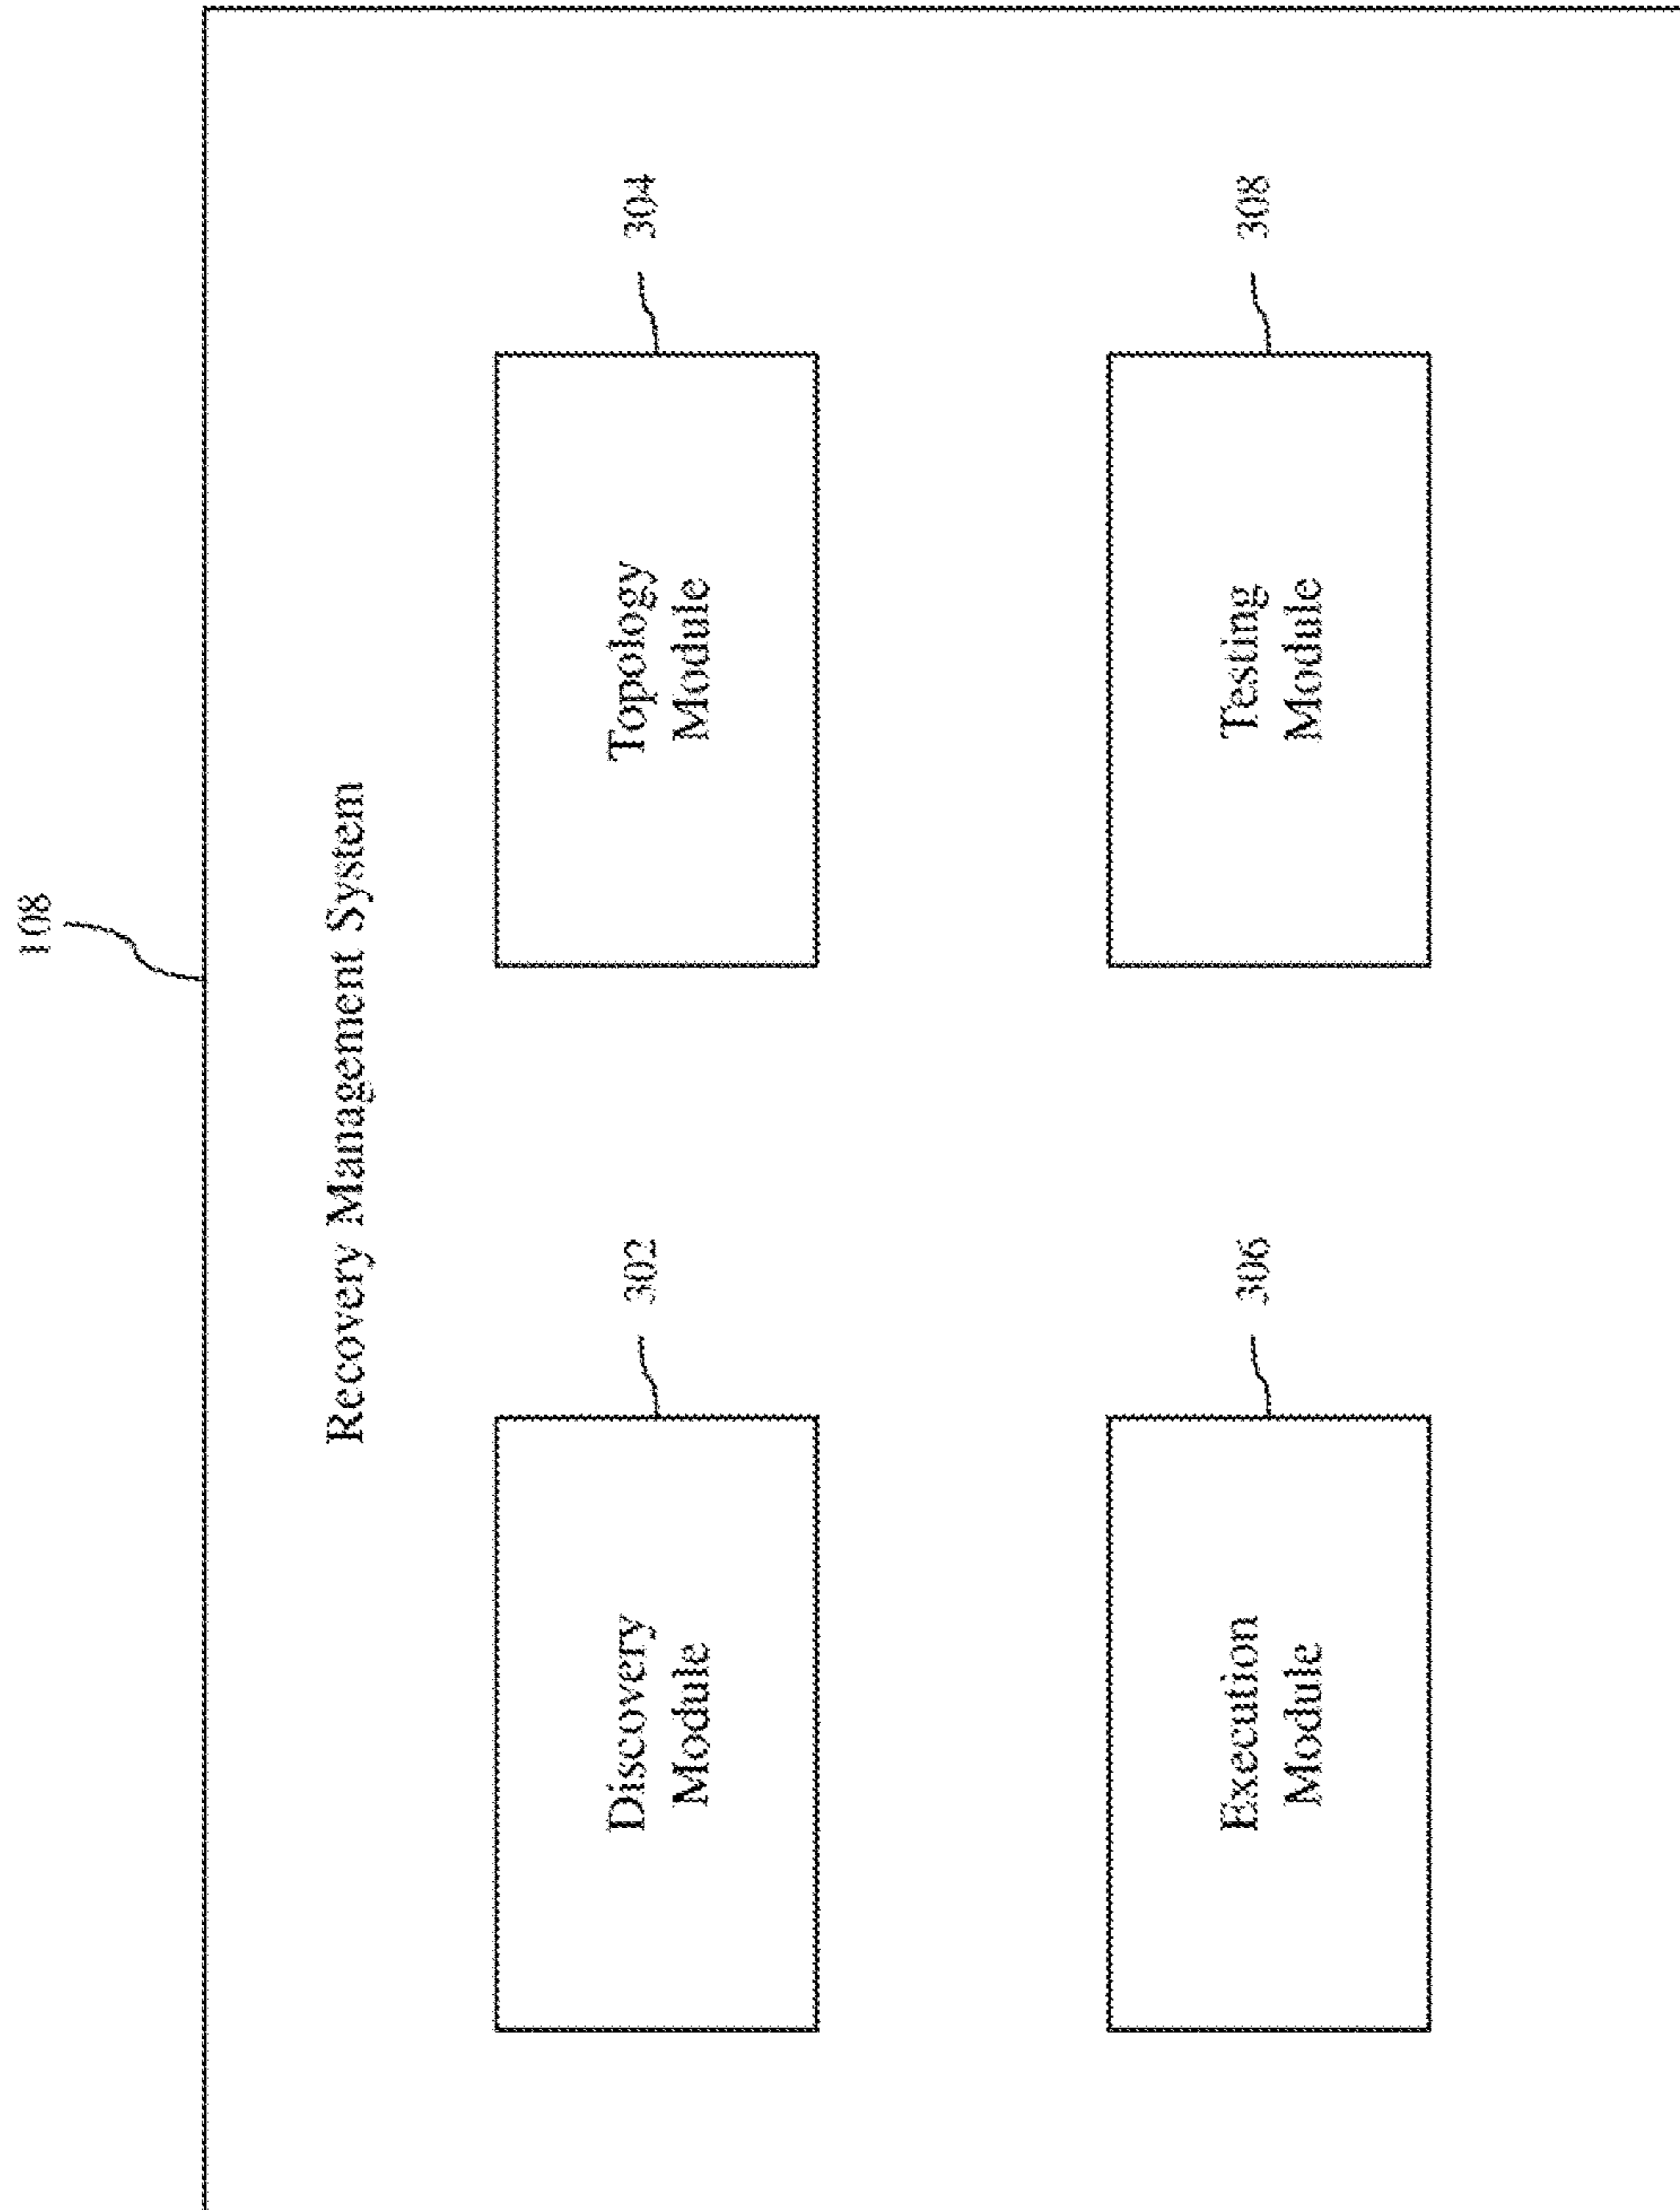 108
Recovery Management System
302
304
Discovery
Module
Topology
Module
306
308
Execution
Module
Testing
Module